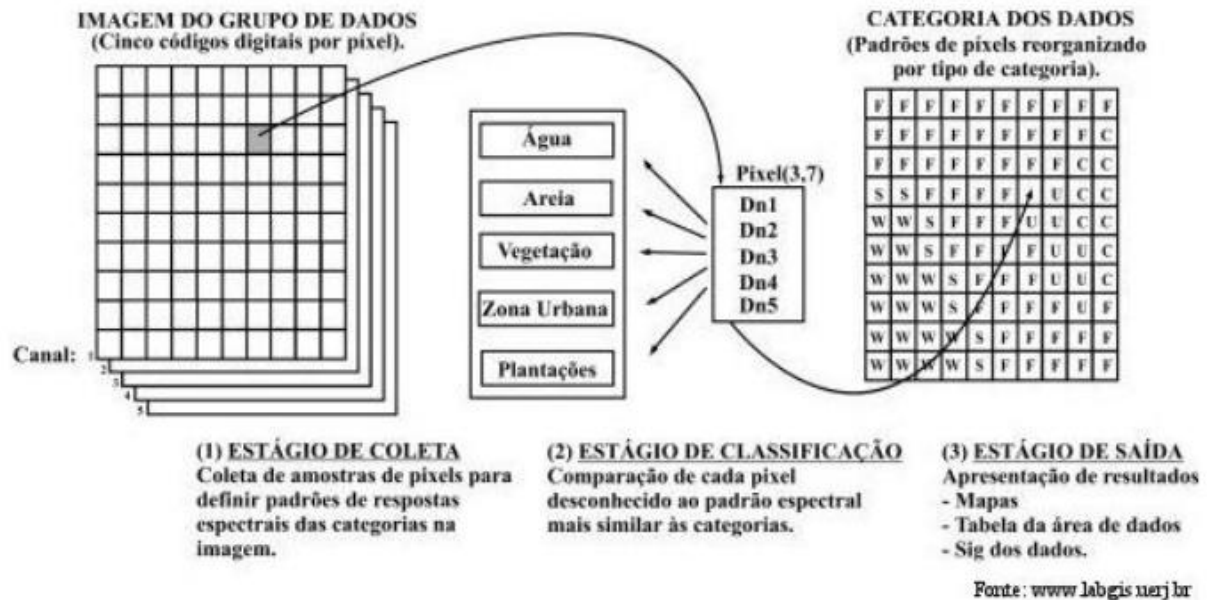 IMAGEM DO GRUPO DE DADOS
(Cinco códigos digitais por píxel).
Canal: 1
2
3
4
5
Água
Areia
Vegetação
Zona Urbana
Plantações
Pixel(3,7)
Dn1
Dn2
Dn3
Dn4
Dn5
CATEGORIA DOS DADOS
(Padrões de píxels reorganizado
por tipo de categoria).
F F F F F F F F F F
F F F F F F F F F C
F F F F F F F F C C
S S F F F F U C C
W W S F F F U U C C
W W S F F F F U U C
W W W S F F F U U C
W W W S F F F F U F
W W W W S F F F F F
W W W W S F F F F F
(1) ESTÁGIO DE COLETA
Coleta de amostras de pixels para
definir padrões de respostas
espectrais das categorias na
imagem.
(2) ESTÁGIO DE CLASSIFICAÇÃO
Comparação de cada pixel
desconhecido ao padrão espectral
mais similar às categorias.
(3) ESTÁGIO DE SAÍDA
Apresentação de resultados
- Mapas
- Tabela da área de dados
- Sig dos dados.
Fonte: www.labgis.uerj.br